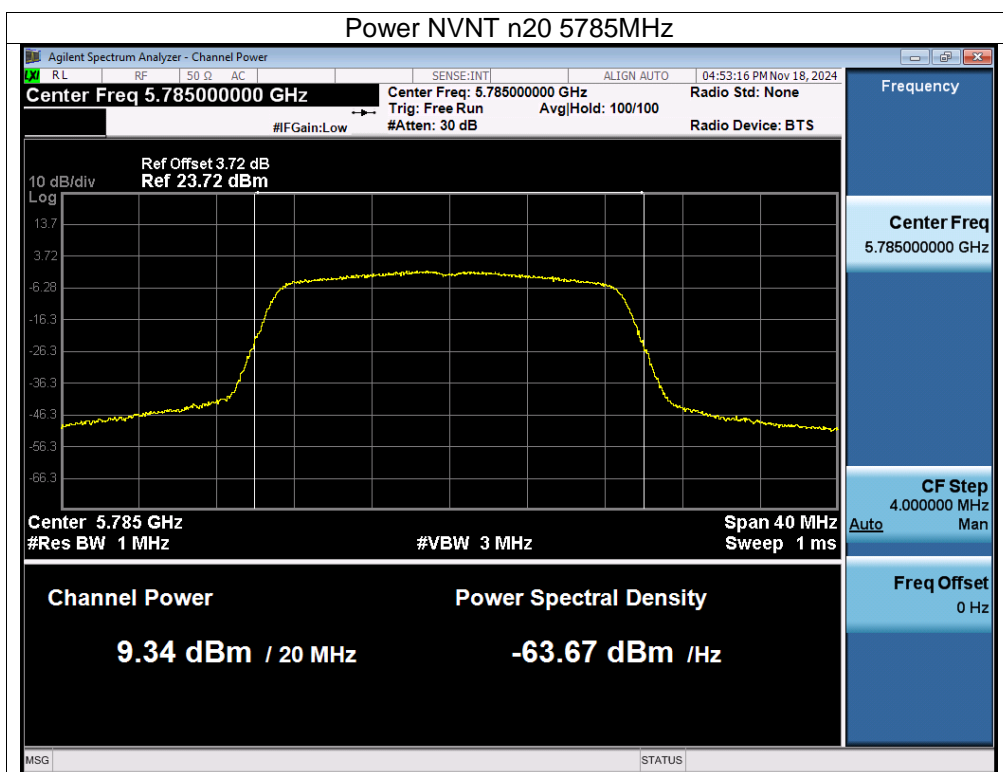 Power NVNT n20 5785MHz
Agilent Spectrum Analyzer - Channel Power
LXI RL RF 50 Ω AC SENSE:INT ALIGN AUTO 04:53:16 PM Nov 18, 2024
Center Freq 5.785000000 GHz
Center Freq: 5.785000000 GHz
Radio Std: None
Trig: Free Run Avg|Hold: 100/100
#IFGain:Low
#Atten: 30 dB
Radio Device: BTS
Ref Offset 3.72 dB
10 dB/div Ref 23.72 dBm
Log
13.7
3.72
-6.28
-16.3
-26.3
-36.3
-46.3
-56.3
-66.3
Center 5.785 GHz Span 40 MHz
#Res BW 1 MHz #VBW 3 MHz Sweep 1 ms
Channel Power Power Spectral Density
9.34 dBm / 20 MHz -63.67 dBm /Hz
Frequency
Center Freq
5.785000000 GHz
CF Step
4.000000 MHz
Auto Man
Freq Offset
0 Hz
MSG STATUS